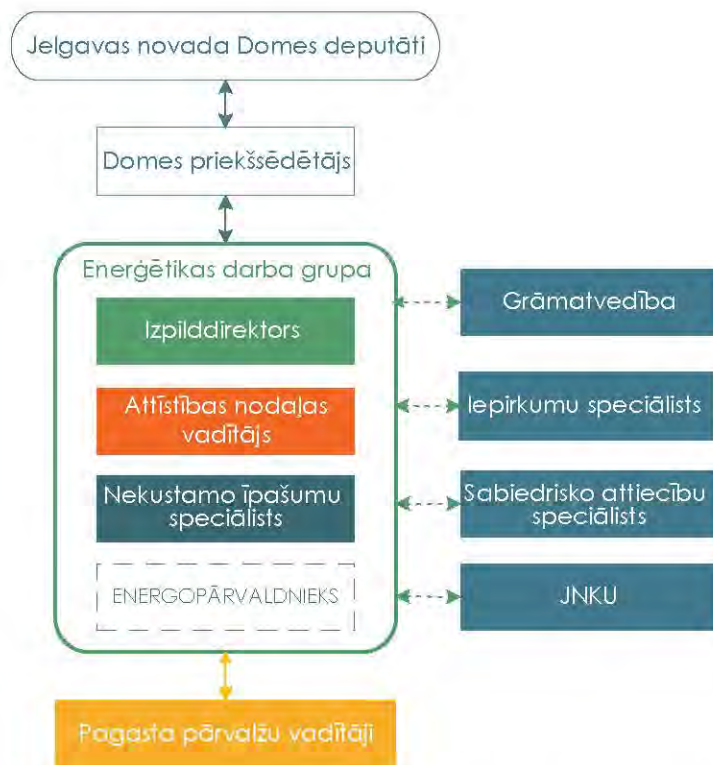 Jelgavas novada Domes deputāti
Domes priekšsēdētājs
Enerģētikas darba grupa
Izpilddirektors
Attīstības nodaļas
vadītājs
Nekustamo īpašumu
speciālists
ENERGOPĀRVALDNIEKS
Grāmatvedība
Iepirkumu speciālists
Sabiedrisko attiecību
speciālists
JNKU
Pagasta pārvalžu vadītāji